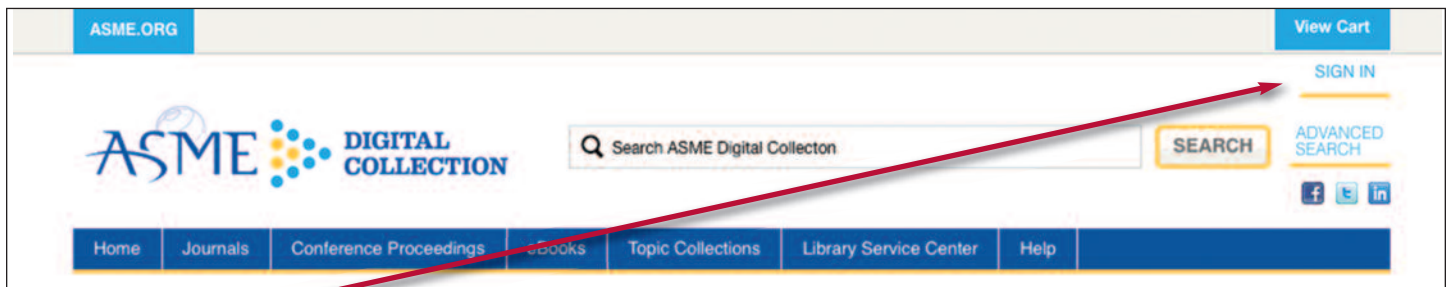 ASME.ORG
View Cart
SIGN IN
ASME DIGITAL COLLECTION
Search ASME Digital Collecton
SEARCH
ADVANCED SEARCH
f t in
Home Journals Conference Proceedings eBooks Topic Collections Library Service Center Help